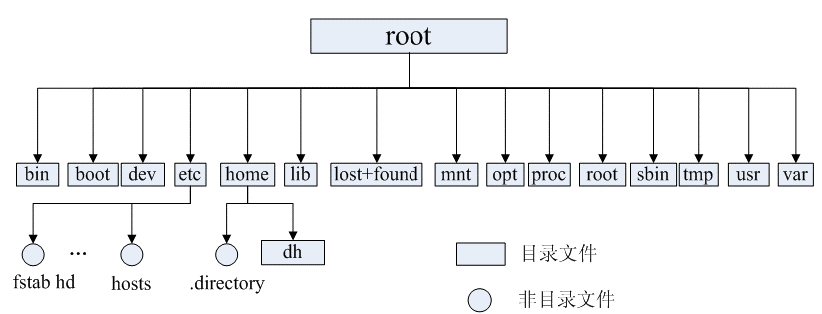 root
bin boot dev etc home lib lost+found mnt opt proc root sbin tmp usr var
... dh
目录文件
fstab hd hosts .directory
非目录文件